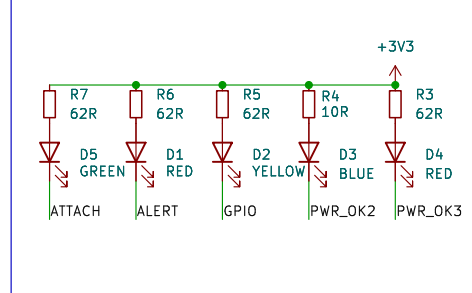 +3V3
R7
62R
R6
62R
R5
62R
R4
10R
R3
62R
D5
GREEN
D1
RED
D2
YELLOW
D3
BLUE
D4
RED
ATTACH
ALERT
GPIO
PWR_OK2
PWR_OK3